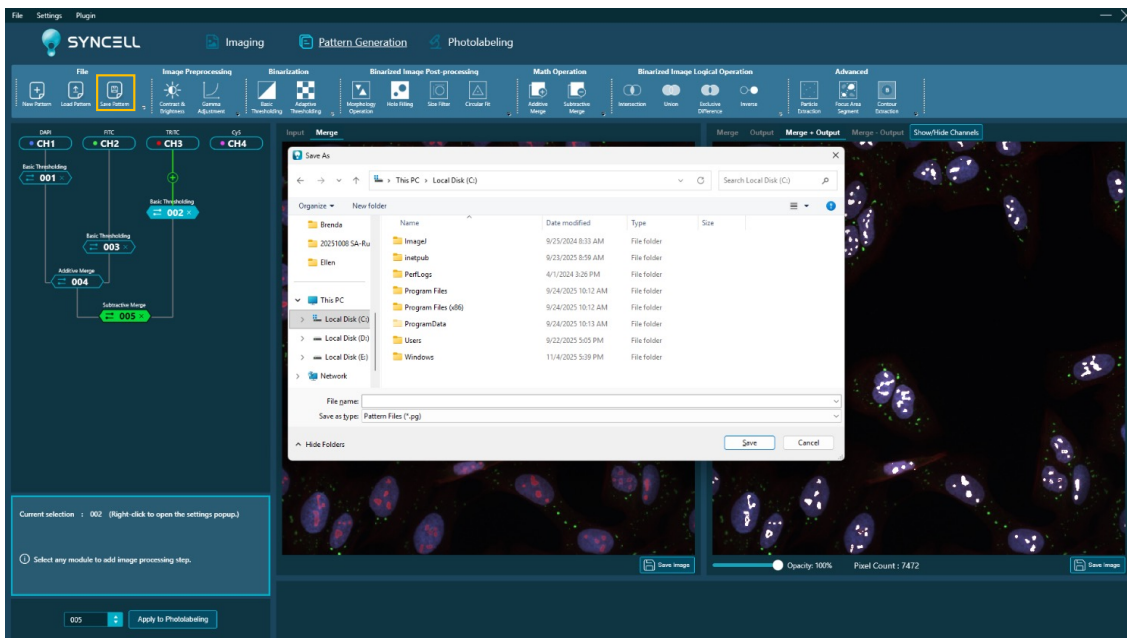 File Settings Plugin
SYNCELL Imaging Pattern Generation Photolabeling
File Image Preprocessing Binarization Binarized Image Post-processing Math Operation Binarized Image Logical Operation Advanced
New Pattern Load Pattern Save Pattern Contrast & Brightness Gamma Adjustment Basic Thresholding Adaptive Thresholding Morphology Operation Hole Filling Size Filter Circular Fit Additive Merge Subtractive Merge Intersection Union Exclusive Difference Inverse Particle Extraction Focus Area Segment Contour Extraction
DAPI FITC TRITC Cy5
CH1 CH2 CH3 CH4
Basic Thresholding
001
Basic Thresholding
002
Basic Thresholding
003
Additive Merge
004
Subtractive Merge
005
Current selection : 002 (Right-click to open the settings popup.)
Select any module to add image processing step.
005 Apply to Photolabeling
Input Merge
Merge Output Merge + Output Merge - Output Show/Hide Channels
Save As
This PC > Local Disk (C:) Search Local Disk (C:)
Organize New folder
Name Date modified Type Size
Brenda
20251008 SA-Ru
Ellen
This PC
Local Disk (C:)
Local Disk (D:)
Local Disk (E:)
Network
ImageJ 9/25/2024 8:33 AM File folder
inetpub 9/23/2025 8:59 AM File folder
PerfLogs 4/1/2024 3:26 PM File folder
Program Files 9/24/2025 10:12 AM File folder
Program Files (x86) 9/24/2025 10:12 AM File folder
ProgramData 9/24/2025 10:13 AM File folder
Users 9/22/2025 5:05 PM File folder
Windows 11/4/2025 5:39 PM File folder
File name:
Save as type: Pattern Files (*.pg)
Hide Folders Save Cancel
Save Image
Opacity: 100% Pixel Count : 7472 Save Image